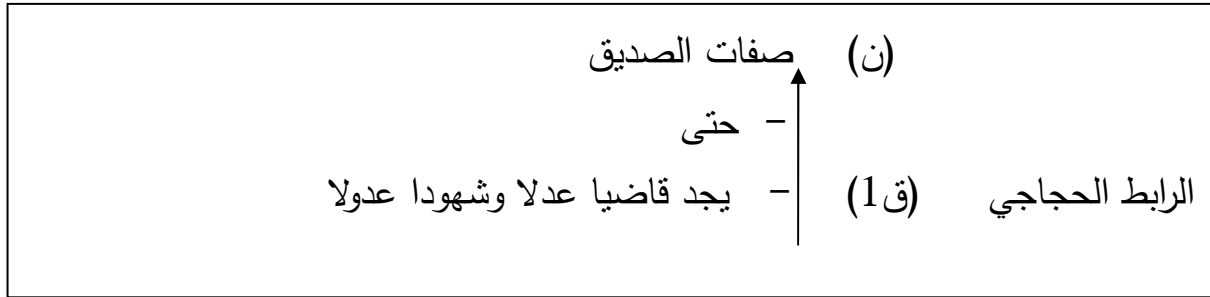 (ن) صفات الصديق
- حتى
الرابط الحجاجي (ق1) - يجد قاضيا عدلا وشهودا عدولا